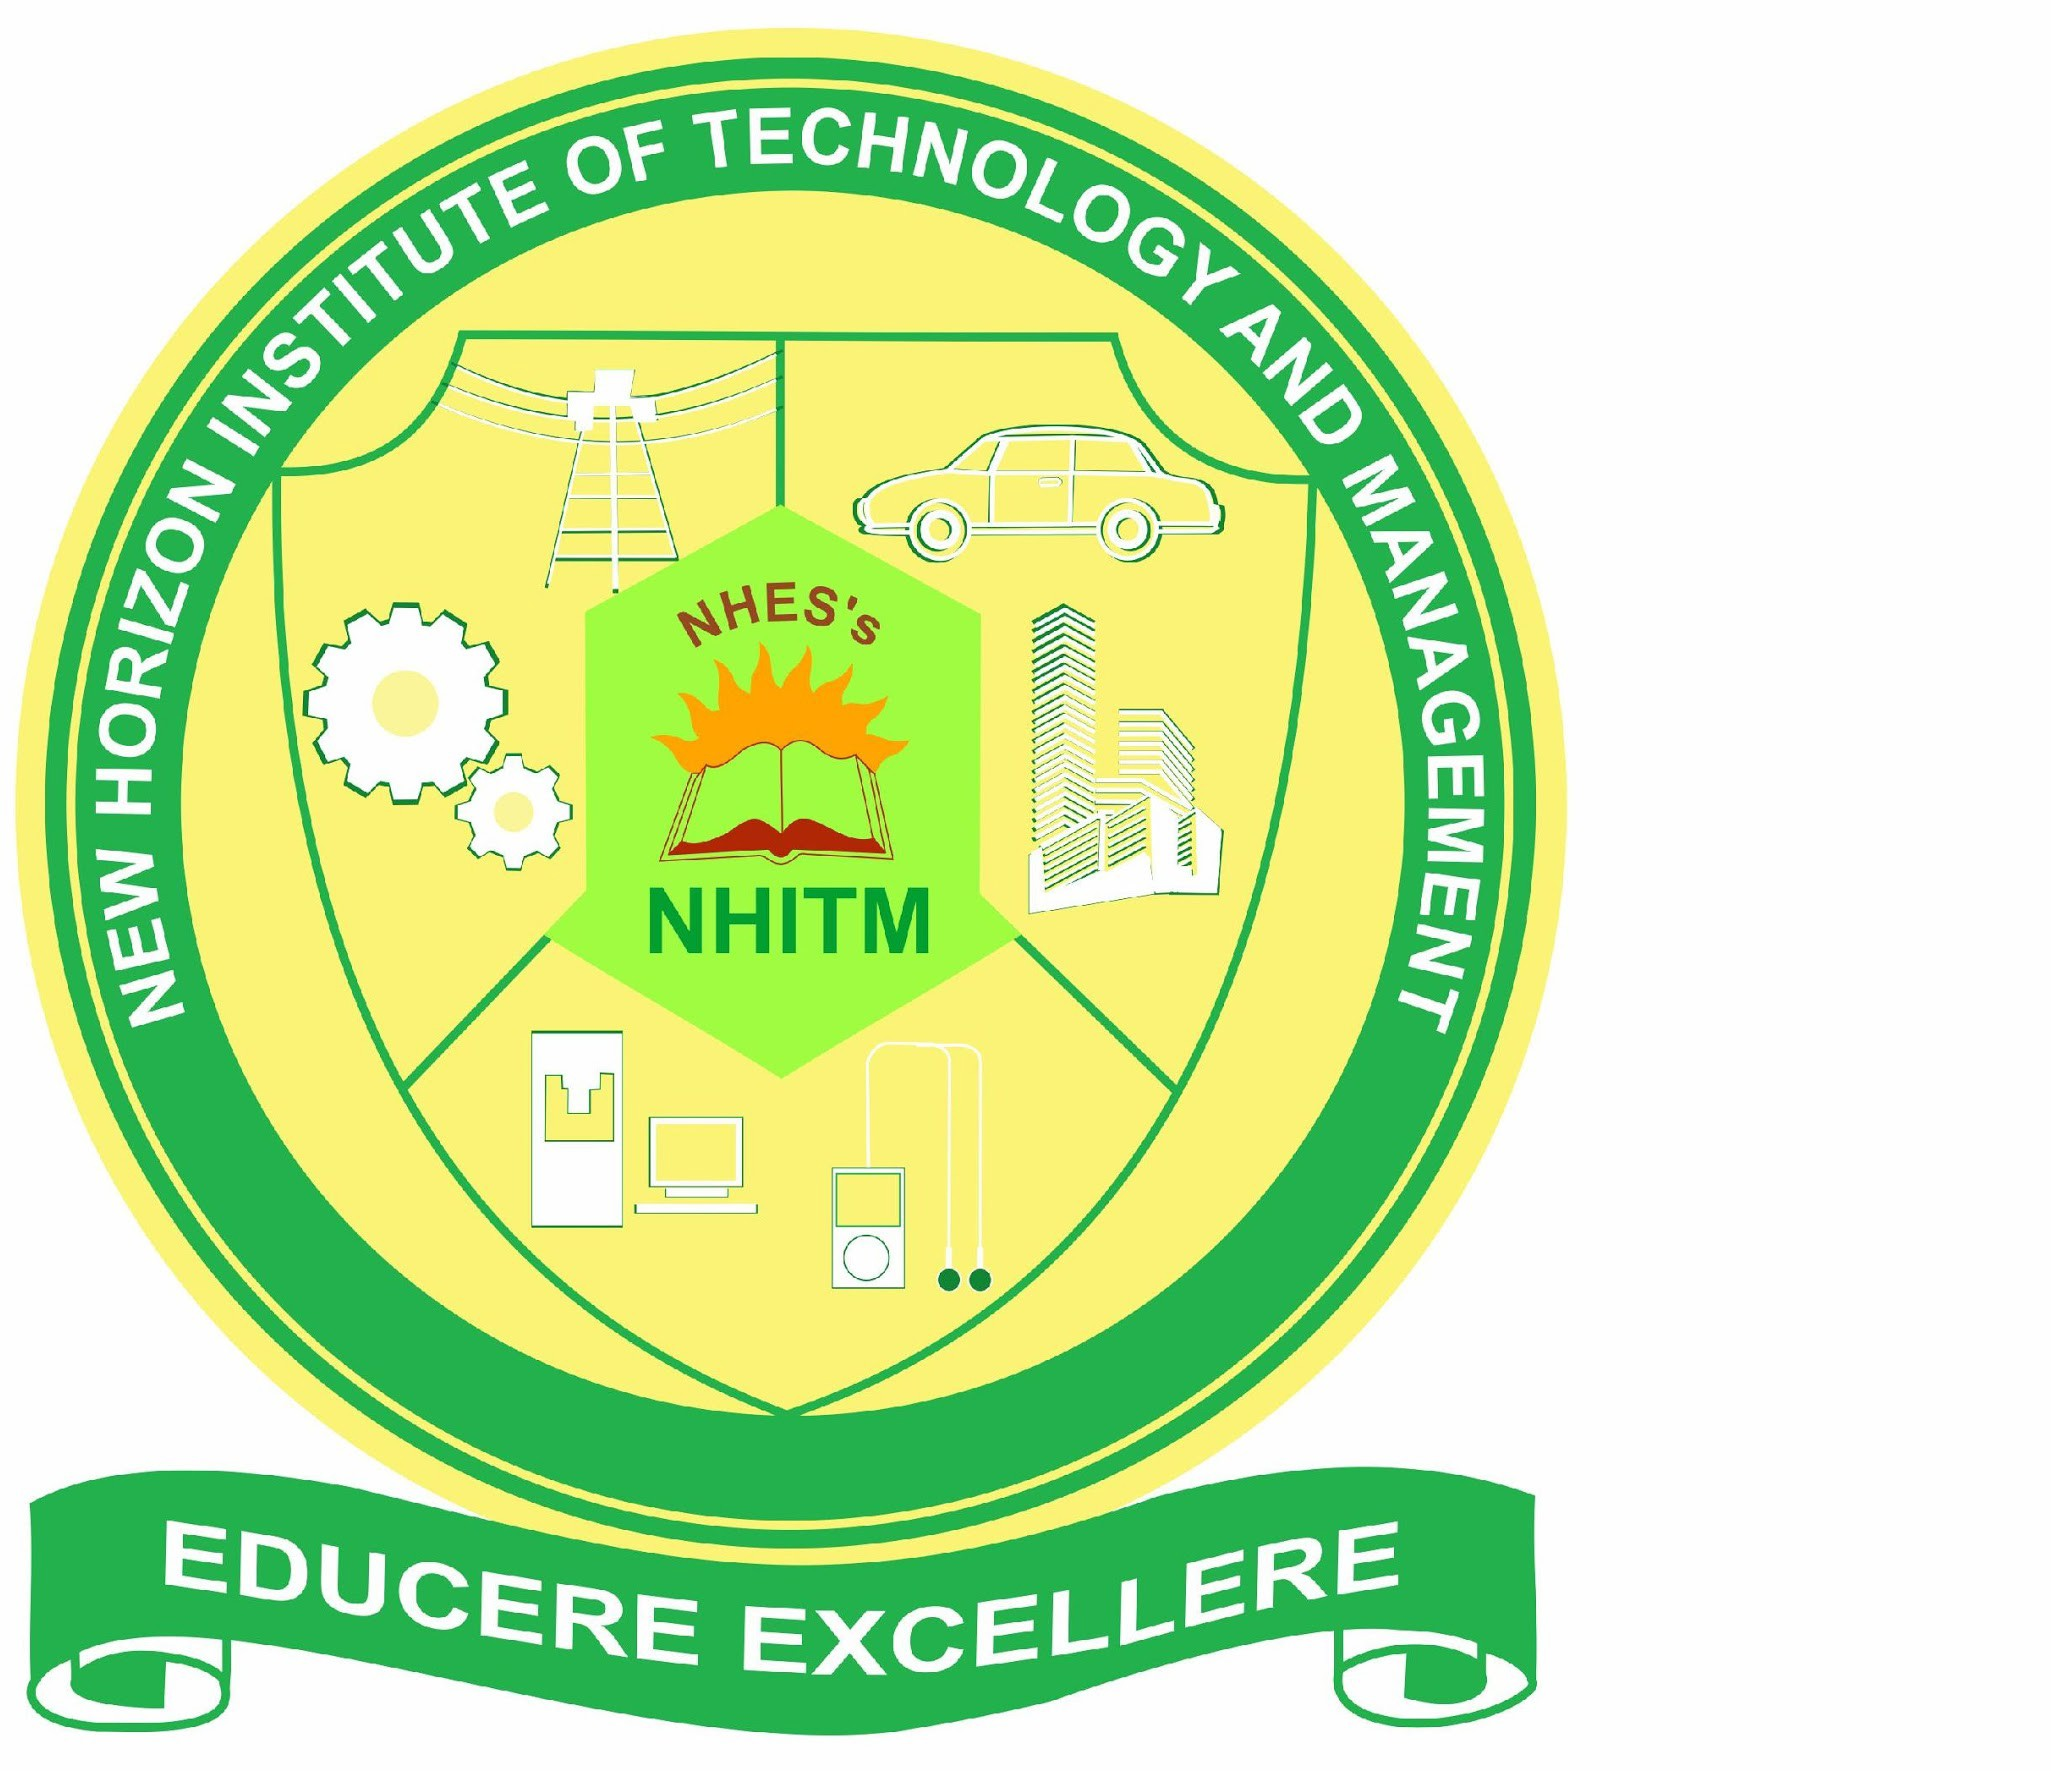 NEW HORIZON INSTITUTE OF TECHNOLOGY AND MANAGEMENT
NHES's
NHITM
EDUCERE EXCELLERE